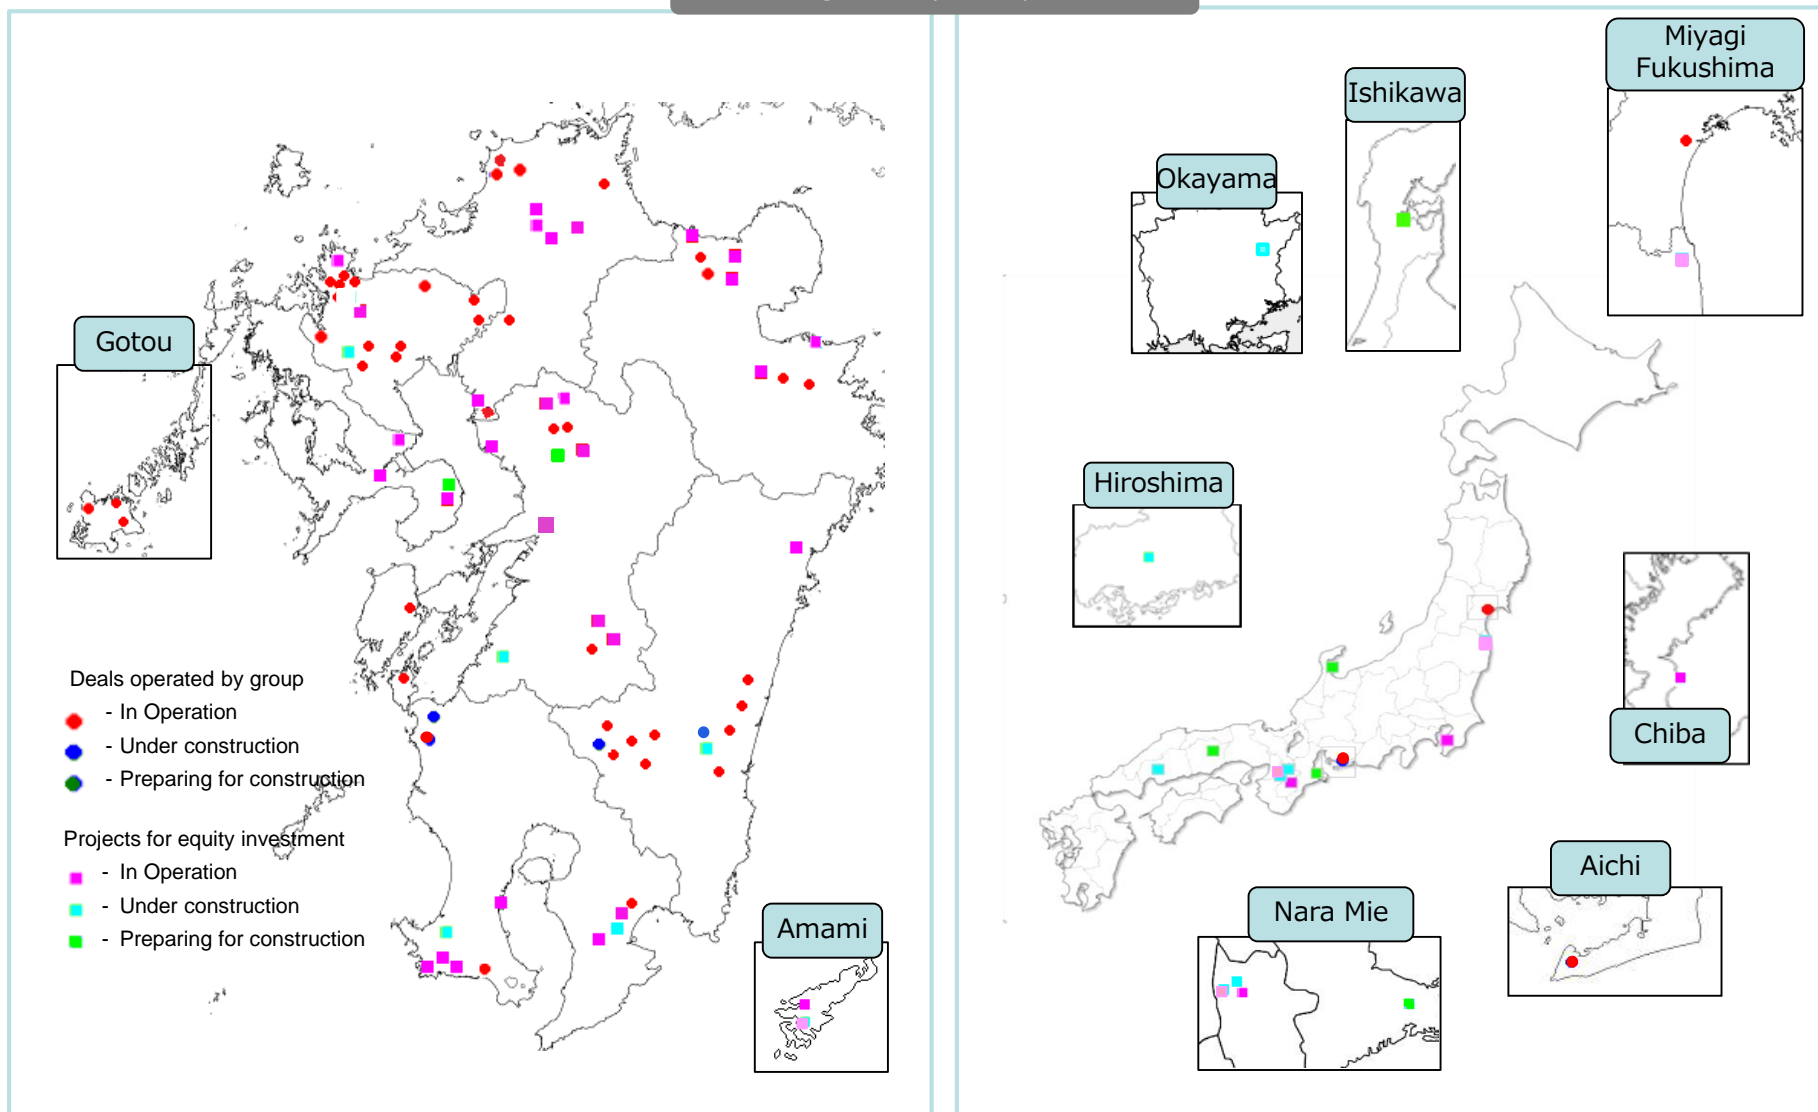 Miyagi
Fukushima
Ishikawa
Okayama
Gotou
Hiroshima
Deals operated by group
- In Operation
- Under construction
- Preparing for construction
Chiba
Projects for equity investment
- In Operation
- Under construction
- Preparing for construction
Aichi
Nara Mie
Amami